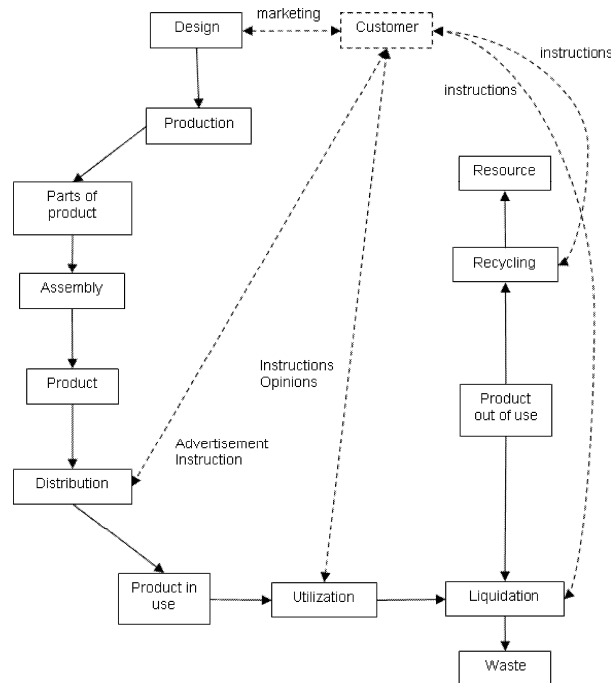 marketing
Design
Customer
instructions
instructions
Production
Resource
Parts of
product
Recycling
Assembly
Instructions
Opinions
Product
Product
out of use
Advertisement
Instruction
Distribution
Product in
use
Utilization
Liquidation
Waste